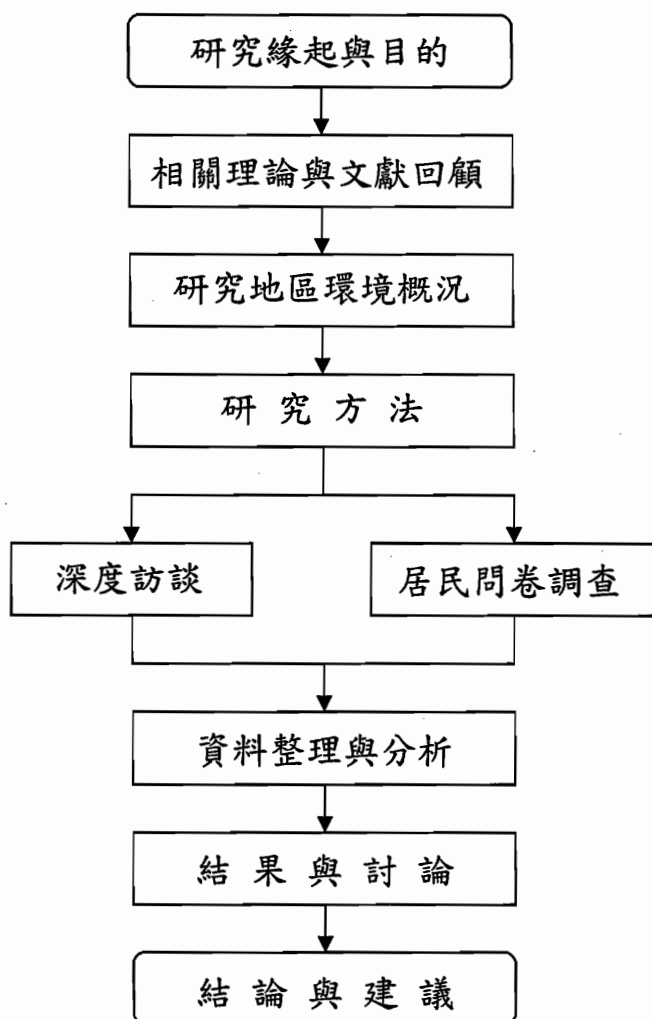 研究緣起與目的
相關理論與文獻回顧
研究地區環境概況
研究方法
深度訪談
居民問卷調查
資料整理與分析
結果與討論
結論與建議